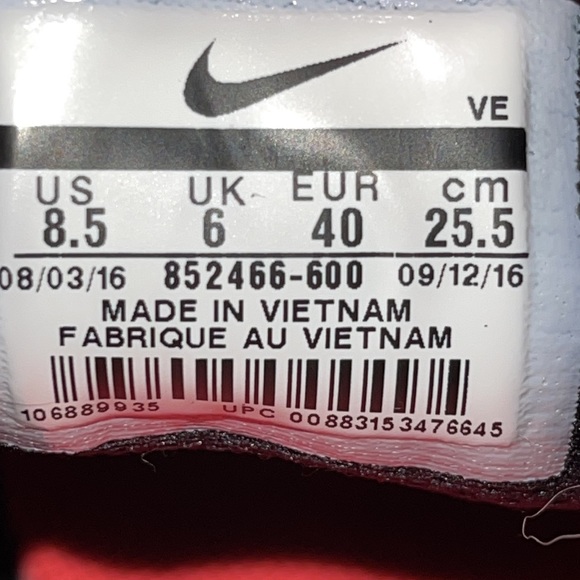 VE
US UK EUR cm
8.5 6 40 25.5
08/03/16 852466-600 09/12/16
MADE IN VIETNAM
FABRIQUE AU VIETNAM
106889935 UPC 00883153476645